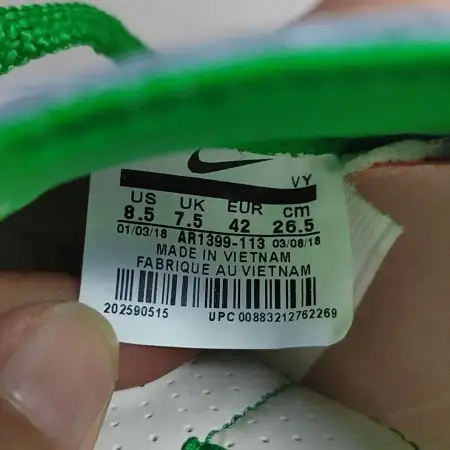 VY
US UK EUR cm
8.5 7.5 42 26.5
01/03/18 AR1399-113 03/08/18
MADE IN VIETNAM
FABRIQUE AU VIETNAM
202590515 UPC 00883212762269